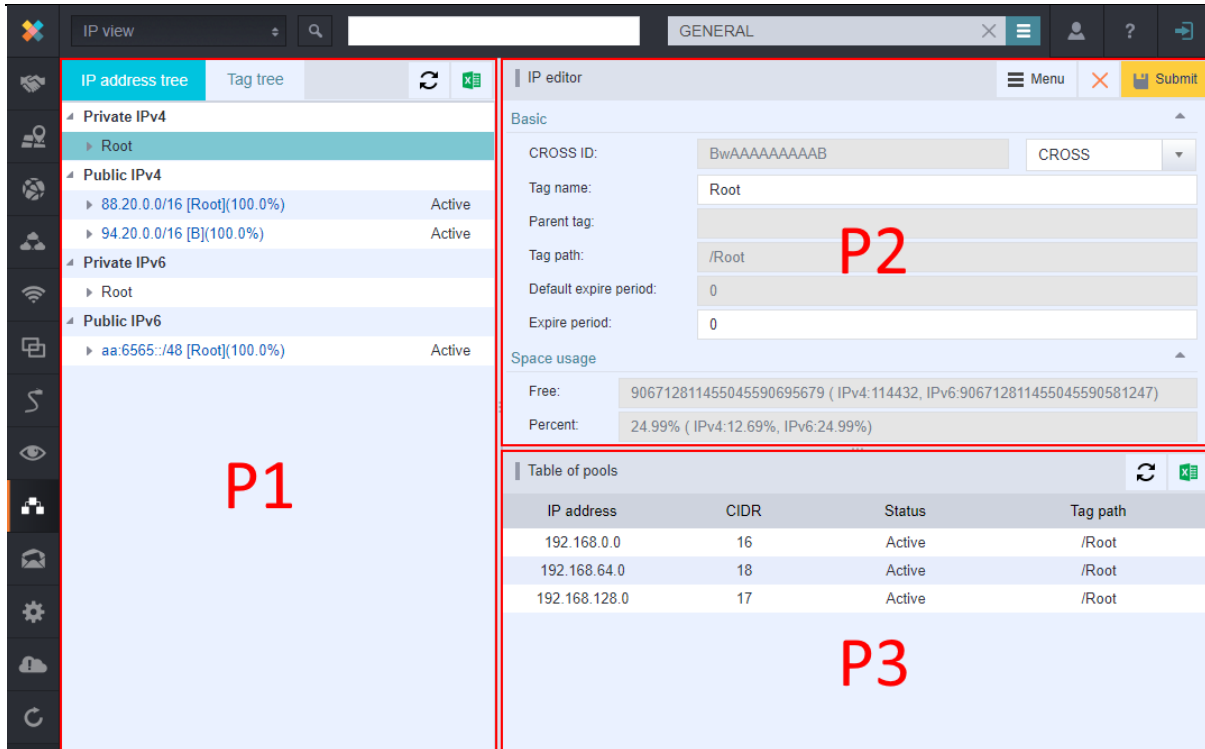 IP view
GENERAL
?
IP address tree Tag tree
Private IPv4
Root
Public IPv4
88.20.0.0/16 [Root](100.0%) Active
94.20.0.0/16 [B](100.0%) Active
Private IPv6
Root
Public IPv6
aa:6565::/48 [Root](100.0%) Active
P1
IP editor Menu Submit
Basic
CROSS ID: BwAAAAAAAAB CROSS
Tag name: Root
Parent tag:
Tag path: /Root
P2
Default expire period: 0
Expire period: 0
Space usage
Free: 906712811455045590695679 ( IPv4:114432, IPv6:906712811455045590581247)
Percent: 24.99% ( IPv4:12.69%, IPv6:24.99%)
Table of pools
IP address CIDR Status Tag path
192.168.0.0 16 Active /Root
192.168.64.0 18 Active /Root
192.168.128.0 17 Active /Root
P3